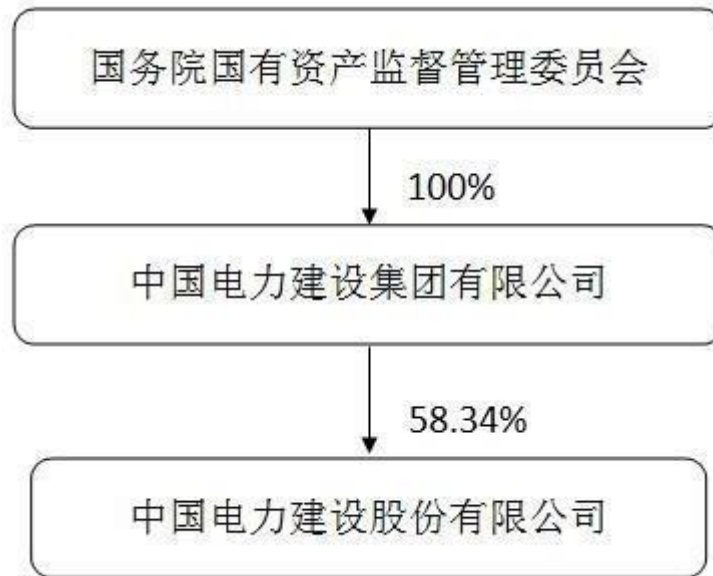 国务院国有资产监督管理委员会
100%
中国电力建设集团有限公司
58.34%
中国电力建设股份有限公司